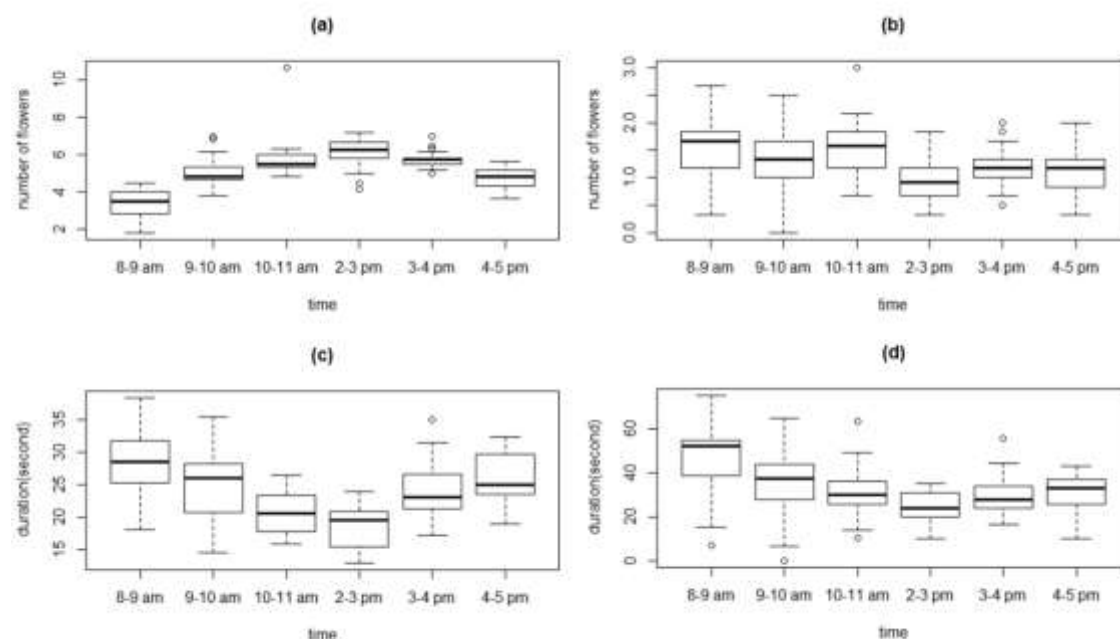 (a)
number of flowers
10
8
6
4
2
8-9 am 9-10 am 10-11 am 2-3 pm 3-4 pm 4-5 pm
time
(b)
number of flowers
3.0
2.0
1.0
0.0
8-9 am 9-10 am 10-11 am 2-3 pm 3-4 pm 4-5 pm
time
(c)
duration(second)
35
30
25
20
15
8-9 am 9-10 am 10-11 am 2-3 pm 3-4 pm 4-5 pm
time
(d)
duration(second)
60
40
20
0
8-9 am 9-10 am 10-11 am 2-3 pm 3-4 pm 4-5 pm
time